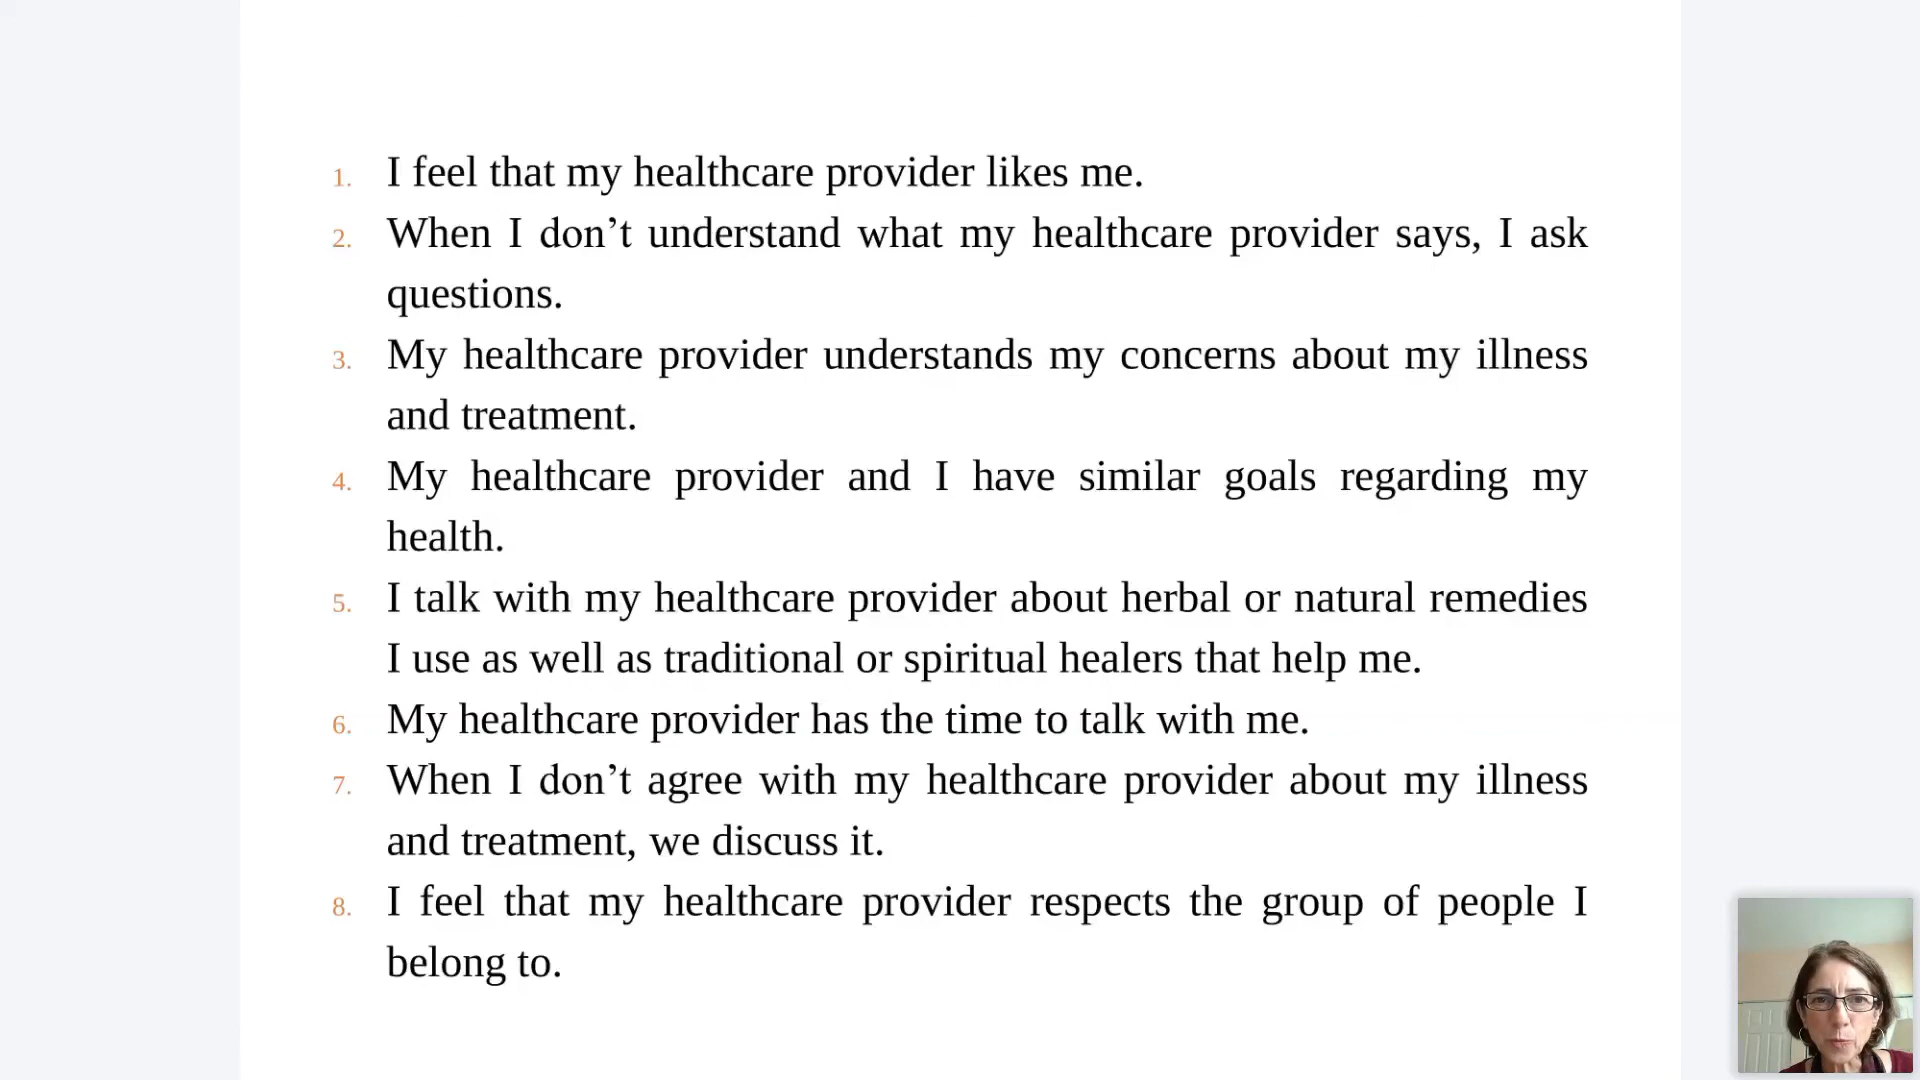 1. I feel that my healthcare provider likes me.
2. When I don’t understand what my healthcare provider says, I ask
questions.
3. My healthcare provider understands my concerns about my illness
and treatment.
4. My healthcare provider and I have similar goals regarding my
health.
5. I talk with my healthcare provider about herbal or natural remedies
I use as well as traditional or spiritual healers that help me.
6. My healthcare provider has the time to talk with me.
7. When I don’t agree with my healthcare provider about my illness
and treatment, we discuss it.
8. I feel that my healthcare provider respects the group of people I
belong to.